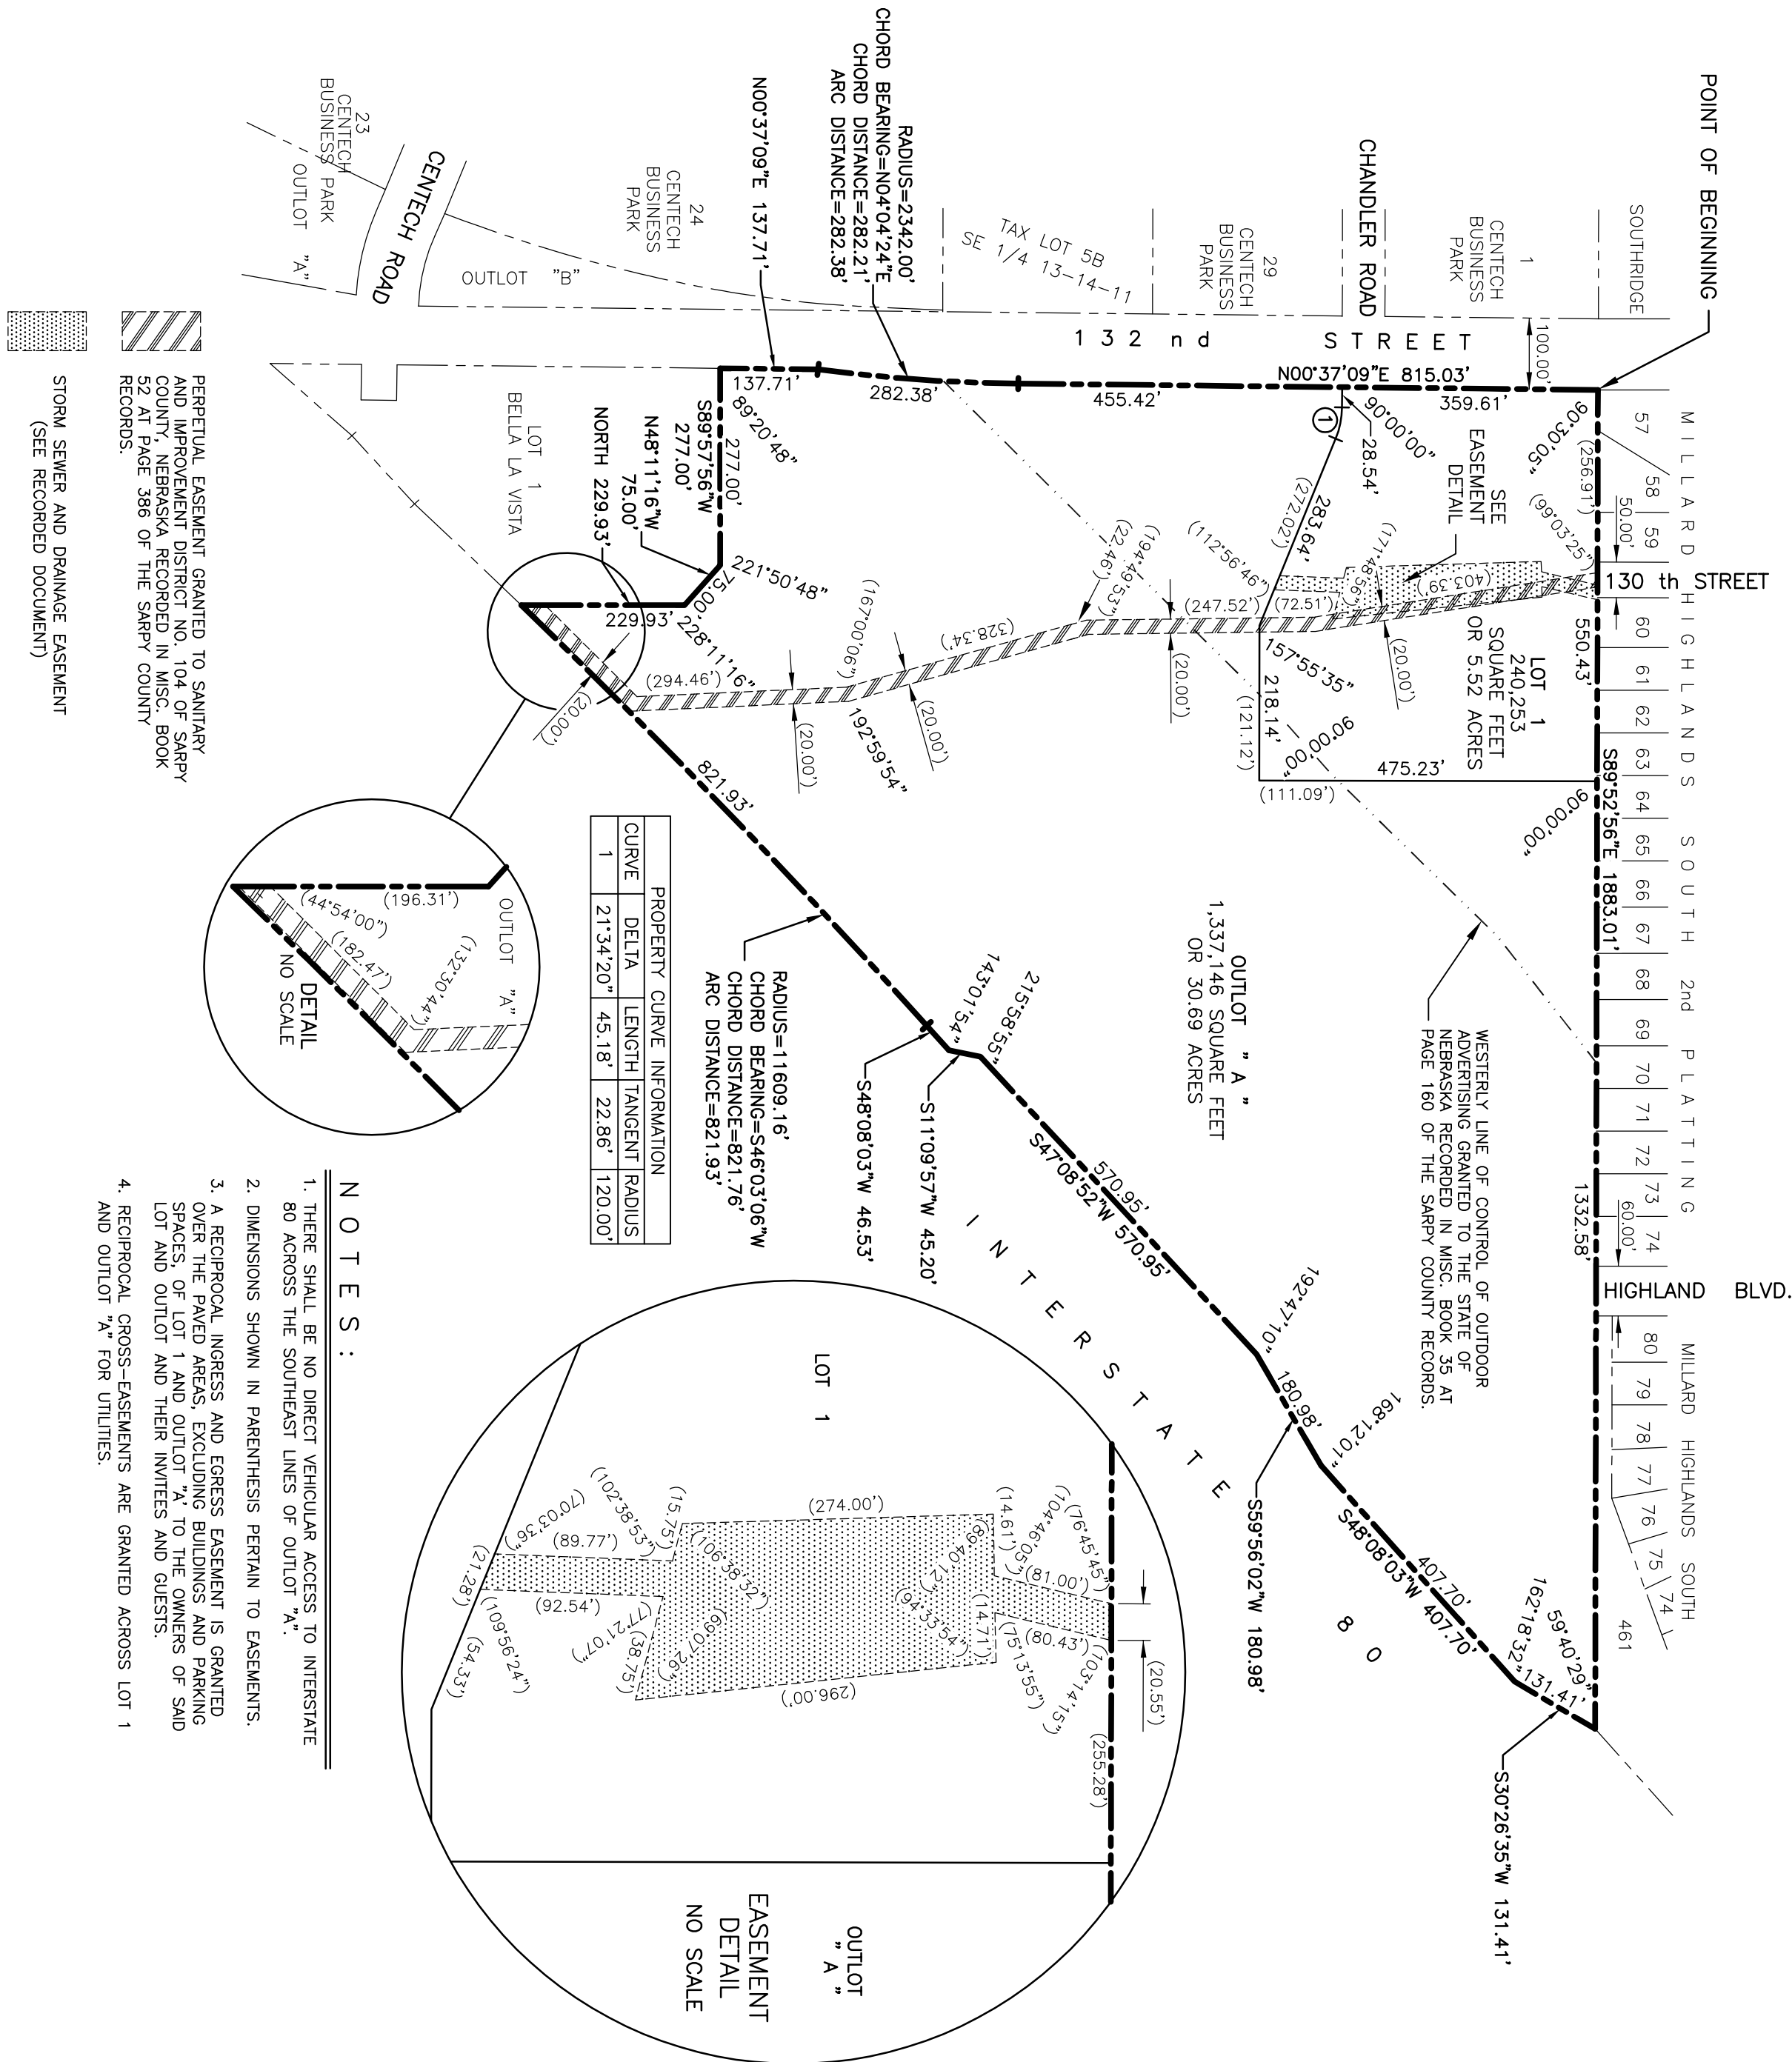 POINT OF BEGINNING
SOUTHRIDGE
1
CENTECH
BUSINESS
PARK
CHANDLER ROAD
29
CENTECH
BUSINESS
PARK
TAX LOT 5B
SE 1/4 13-14-11
RADIUS=2342.00'
CHORD BEARING=N04°04'24"E
CHORD DISTANCE=282.21'
ARC DISTANCE=282.38'
N00°37'09"E 137.71'
24
CENTECH
BUSINESS
PARK
OUTLOT "B"
CENTECH ROAD
23
CENTECH
BUSINESS PARK
OUTLOT "A"
132 nd STREET
100.00'
N00°37'09"E 815.03'
359.61'
455.42'
282.38'
137.71'
MILLARD HIGHLANDS SOUTH 2nd PLATTING
57
58
59
60
61
62
63
64
65
66
67
68
69
70
71
72
73
74
50.00'
130 th STREET
60.00'
HIGHLAND BLVD.
MILLARD HIGHLANDS SOUTH
80
79
78
77
76
75
74
461
S89°52'56"E 1883.01'
550.43'
1332.58'
90°30'05"
(256.91')
(99°03'25")
90°00'00"
28.54'
1
SEE
EASEMENT
DETAIL
283.64'
(272.02')
(403.39')
(171°48'56")
(112°56'46")
(72.51')
(247.52')
(194°49'53")
(22.46')
(20.00')
(20.00')
LOT 1
240,253
SQUARE FEET
OR 5.52 ACRES
157°55'35"
218.14'
(121.12')
90°00'00"
475.23'
(111.09')
90°00'00"
(328.34')
(167°00'06")
(20.00')
192°59'54"
(20.00')
(294.46')
89°20'48"
277.00'
S89°57'56"W
277.00'
N48°11'16"W
75.00'
NORTH 229.93'
221°50'48"
75.00'
228°11'16"
229.93'
(20.00')
LOT 1
BELLA LA VISTA
821.93'
RADIUS=11609.16'
CHORD BEARING=S46°03'06"W
CHORD DISTANCE=821.76'
ARC DISTANCE=821.93'
S48°08'03"W 46.53'
S11°09'57"W 45.20'
143°01'54"
215°58'55"
570.95'
S47°08'52"W 570.95'
192°47'10"
180.98'
S59°56'02"W 180.98'
168°12'01"
407.70'
S48°08'03"W 407.70'
162°18'32"
131.41'
59°40'29"
S30°26'35"W 131.41'
INTERSTATE 80
OUTLOT "A"
1,337,146 SQUARE FEET
OR 30.69 ACRES
WESTERLY LINE OF CONTROL OF OUTDOOR
ADVERTISING GRANTED TO THE STATE OF
NEBRASKA RECORDED IN MISC. BOOK 35 AT
PAGE 160 OF THE SARPY COUNTY RECORDS.
PROPERTY CURVE INFORMATION
CURVE DELTA LENGTH TANGENT RADIUS
1 21°34'20" 45.18' 22.86' 120.00'
OUTLOT "A"
(196.31')
(44°54'00")
(182.47')
(132°30'44")
DETAIL
NO SCALE
LOT 1
(274.00')
(14.61')
(104°46'05")
(76°45'45")
(89°40'12")
(81.00')
(94°33'54")
(14.71')
(75°13'55")
(80.43')
(103°14'15")
(20.55')
(255.28')
(296.00')
(15.75')
(106°38'32")
(102°38'53")
(70°03'36")
(89.77')
(21.28')
(92.54')
(109°56'24")
(54.33')
(77°21'07")
(38.75')
(69°07'26")
OUTLOT
"A"
EASEMENT
DETAIL
NO SCALE
PERPETUAL EASEMENT GRANTED TO SANITARY
AND IMPROVEMENT DISTRICT NO. 104 OF SARPY
COUNTY, NEBRASKA RECORDED IN MISC. BOOK
52 AT PAGE 386 OF THE SARPY COUNTY
RECORDS.
STORM SEWER AND DRAINAGE EASEMENT
(SEE RECORDED DOCUMENT)
NOTES:
1. THERE SHALL BE NO DIRECT VEHICULAR ACCESS TO INTERSTATE
80 ACROSS THE SOUTHEAST LINES OF OUTLOT "A".
2. DIMENSIONS SHOWN IN PARENTHESIS PERTAIN TO EASEMENTS.
3. A RECIPROCAL INGRESS AND EGRESS EASEMENT IS GRANTED
OVER THE PAVED AREAS, EXCLUDING BUILDINGS AND PARKING
SPACES, OF LOT 1 AND OUTLOT "A" TO THE OWNERS OF SAID
LOT AND OUTLOT AND THEIR INVITEES AND GUESTS.
4. RECIPROCAL CROSS-EASEMENTS ARE GRANTED ACROSS LOT 1
AND OUTLOT "A" FOR UTILITIES.